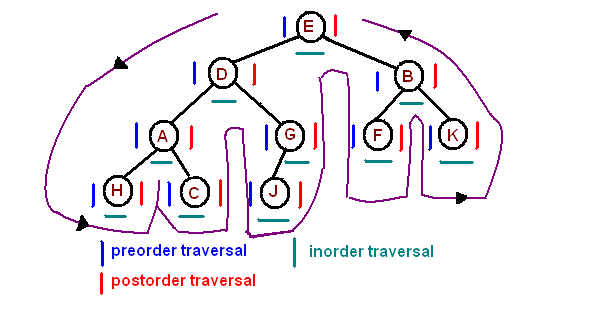 E
D B
A G F K
H C J
preorder traversal inorder traversal
postorder traversal